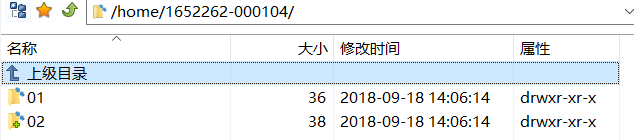 /home/1652262-000104/
名称 大小 修改时间 属性
上级目录
01 36 2018-09-18 14:06:14 drwxr-xr-x
02 38 2018-09-18 14:06:14 drwxr-xr-x